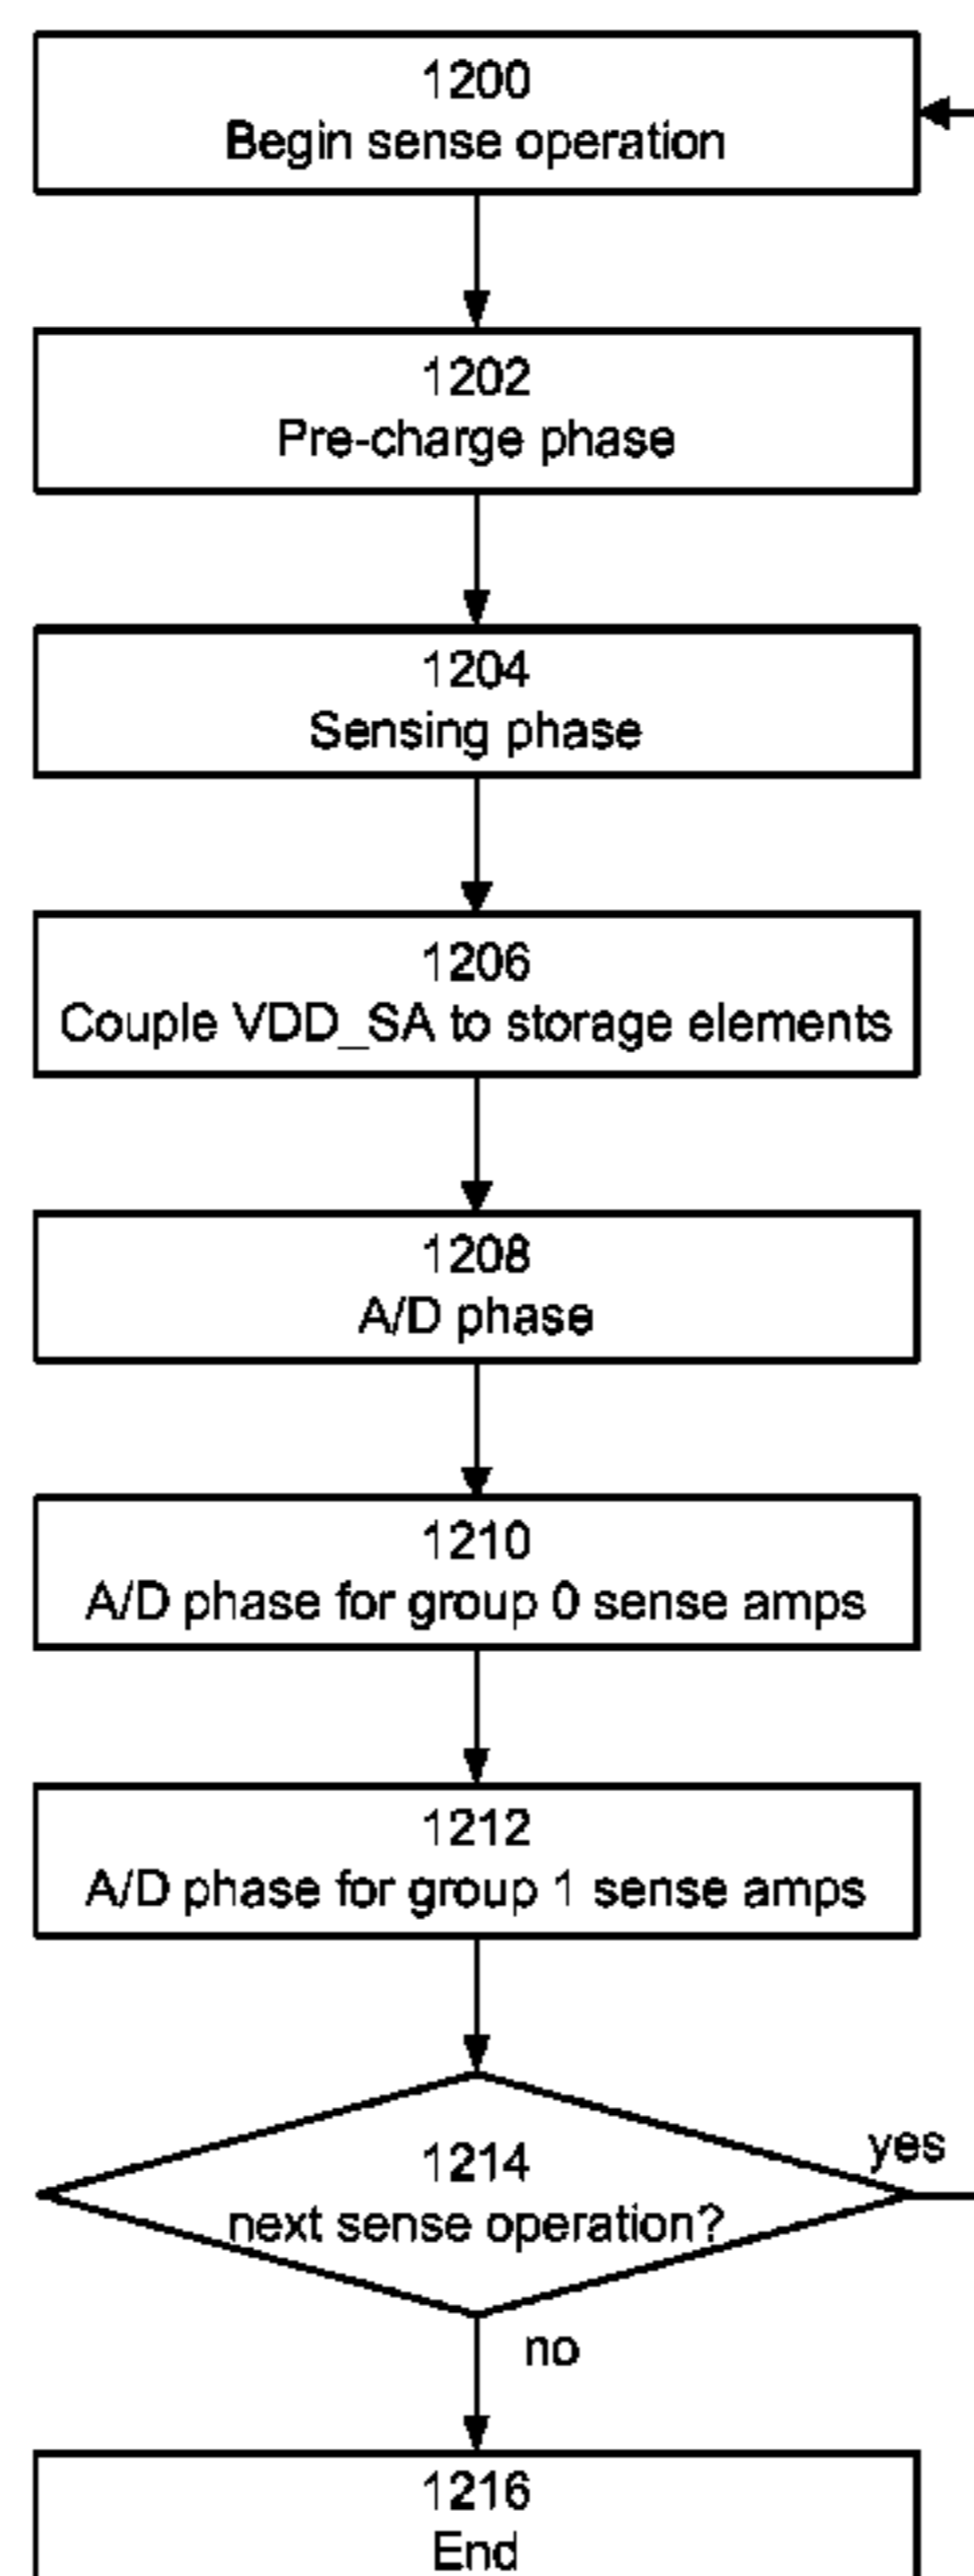 1200
Begin sense operation
1202
Pre-charge phase
1204
Sensing phase
1206
Couple VDD_SA to storage elements
1208
A/D phase
1210
A/D phase for group 0 sense amps
1212
A/D phase for group 1 sense amps
1214
next sense operation?
yes
no
1216
End